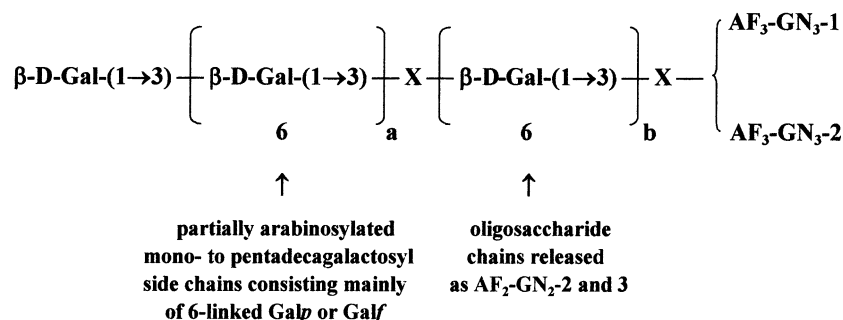 AF₃-GN₃-1
β-D-Gal-(1→3) β-D-Gal-(1→3) X β-D-Gal-(1→3) X
6 a 6 b
AF₃-GN₃-2
↑ ↑
partially arabinosylated
mono- to pentadecagalactosyl
side chains consisting mainly
of 6-linked Galp or Galf
oligosaccharide
chains released
as AF₂-GN₂-2 and 3